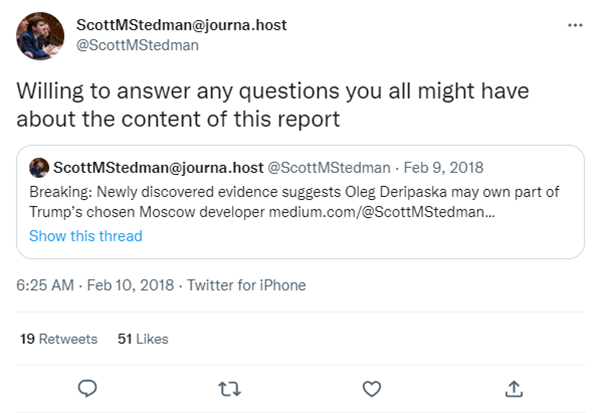 ScottMStedman@journa.host
@ScottMStedman
Willing to answer any questions you all might have
about the content of this report
ScottMStedman@journa.host @ScottMStedman · Feb 9, 2018
Breaking: Newly discovered evidence suggests Oleg Deripaska may own part of
Trump's chosen Moscow developer medium.com/@ScottMStedman...
Show this thread
6:25 AM · Feb 10, 2018 · Twitter for iPhone
19 Retweets 51 Likes